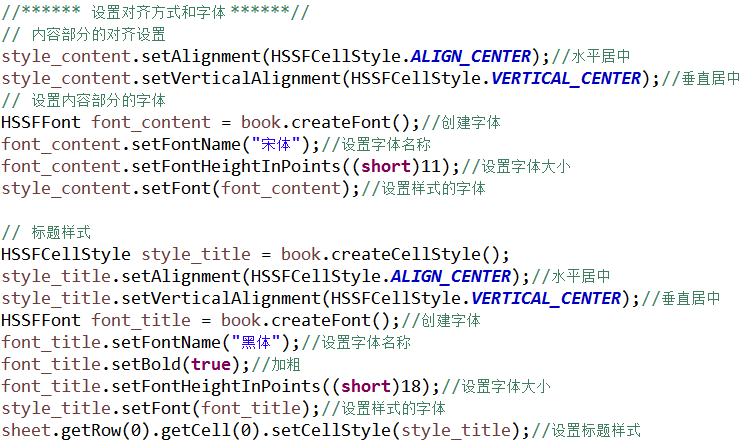 //****** 设置对齐方式和字体******//
// 内容部分的对齐设置
style_content.setAlignment(HSSFCellStyle.ALIGN_CENTER);//水平居中
style_content.setVerticalAlignment(HSSFCellStyle.VERTICAL_CENTER);//垂直居中
// 设置内容部分的字体
HSSFFont font_content = book.createFont();//创建字体
font_content.setFontName("宋体");//设置字体名称
font_content.setFontHeightInPoints((short)11);//设置字体大小
style_content.setFont(font_content);//设置样式的字体
// 标题样式
HSSFCellStyle style_title = book.createCellStyle();
style_title.setAlignment(HSSFCellStyle.ALIGN_CENTER);//水平居中
style_title.setVerticalAlignment(HSSFCellStyle.VERTICAL_CENTER);//垂直居中
HSSFFont font_title = book.createFont();//创建字体
font_title.setFontName("黑体");//设置字体名称
font_title.setBold(true);//加粗
font_title.setFontHeightInPoints((short)18);//设置字体大小
style_title.setFont(font_title);//设置样式的字体
sheet.getRow(0).getCell(0).setCellStyle(style_title);//设置标题样式